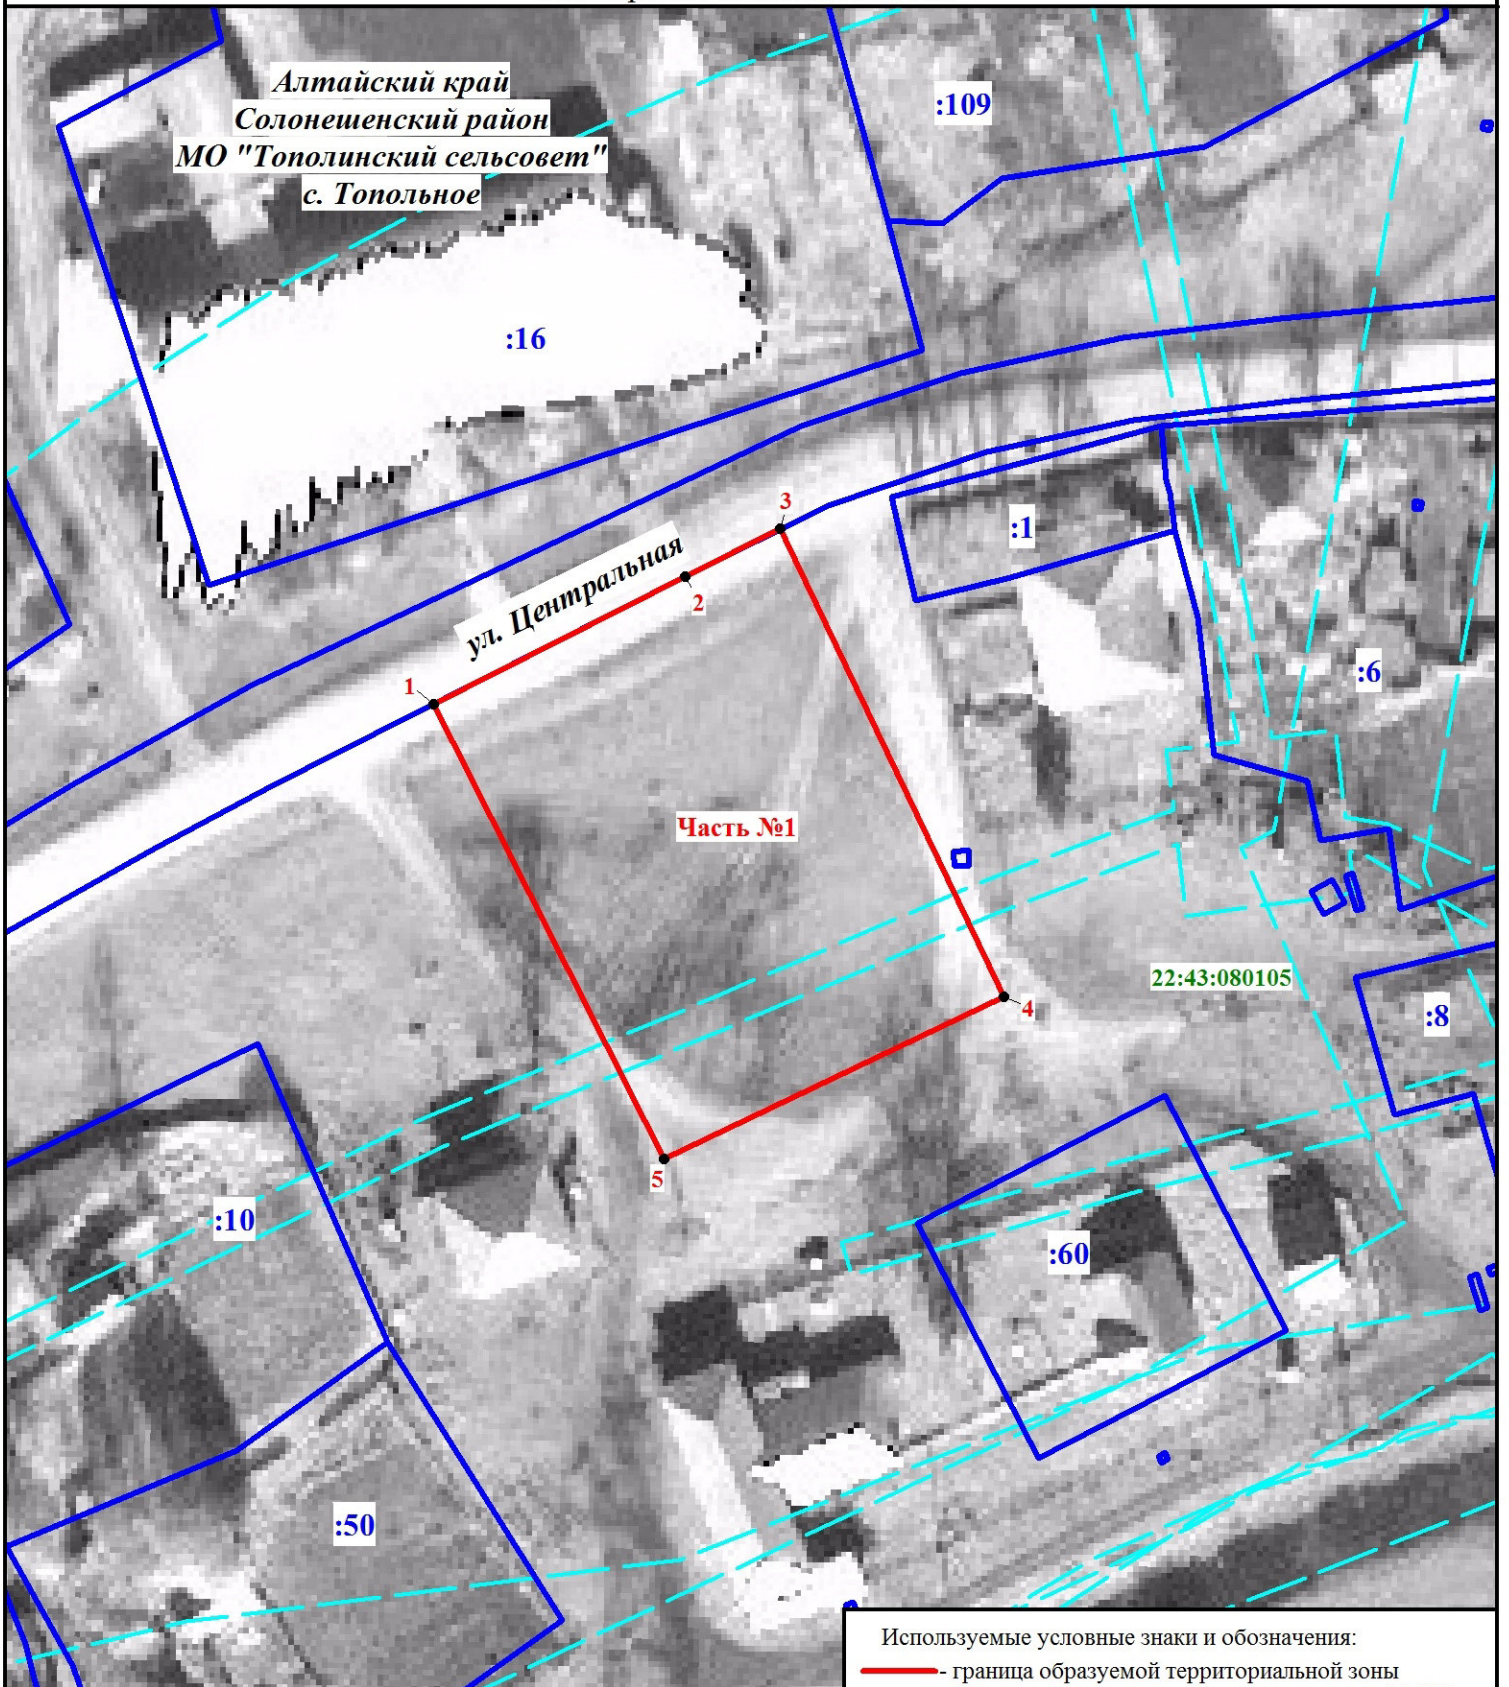 Алтайский край
Солонешенский район
МО "Тополинский сельсовет"
с. Топольное
:109
:16
3
:1
ул. Центральная
2
:6
1
Часть №1
22:43:080105
4
:8
5
:10
:60
:50
Используемые условные знаки и обозначения:
- граница образуемой территориальной зоны